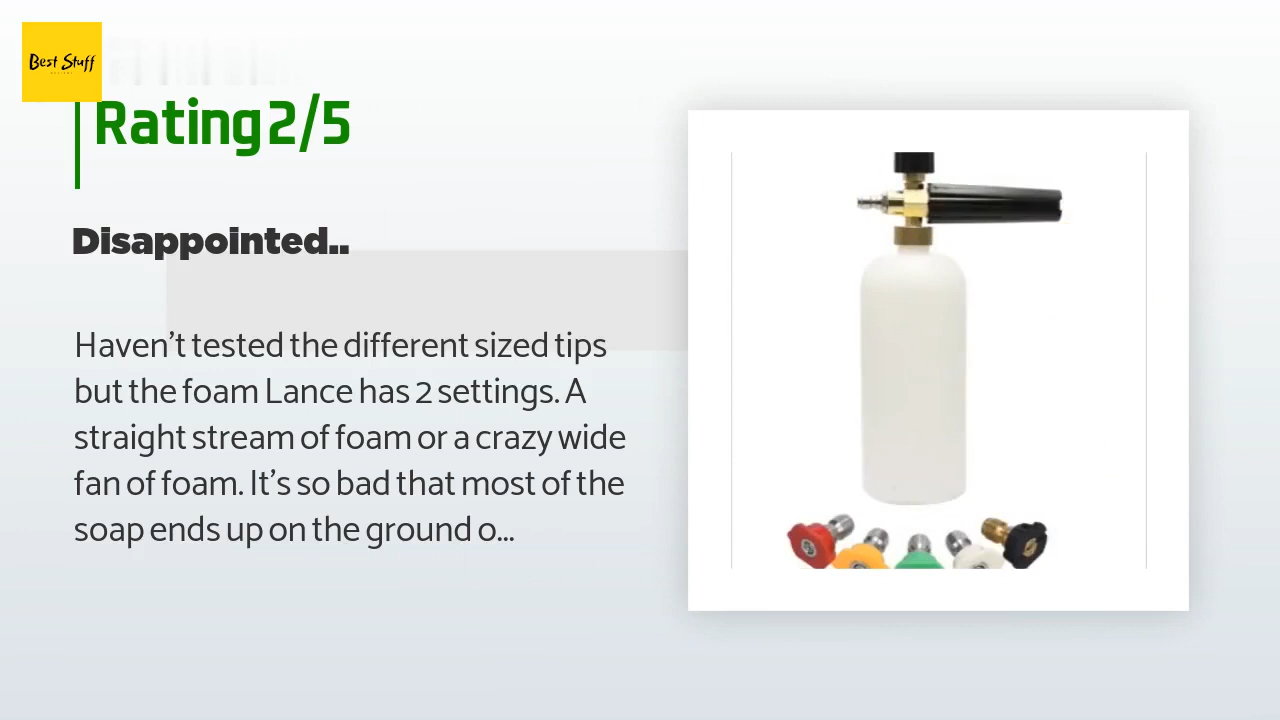 Best Stuff
Rating 2/5
Disappointed..
Haven't tested the different sized tips
but the foam Lance has 2 settings. A
straight stream of foam or a crazy wide
fan of foam. It's so bad that most of the
soap ends up on the ground o...